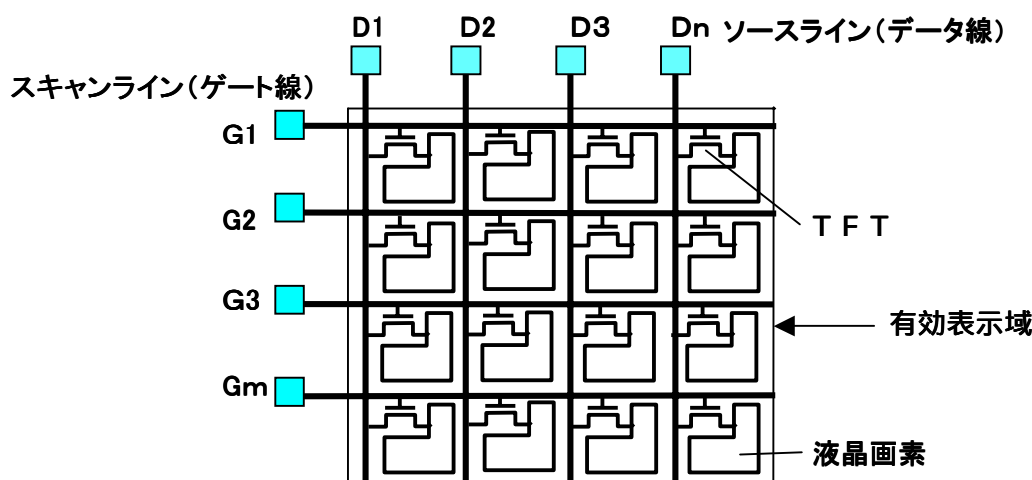 D1 D2 D3 Dn ソースライン(データ線)
スキャンライン(ゲート線)
G1
G2
TFT
G3
有効表示域
Gm
液晶画素